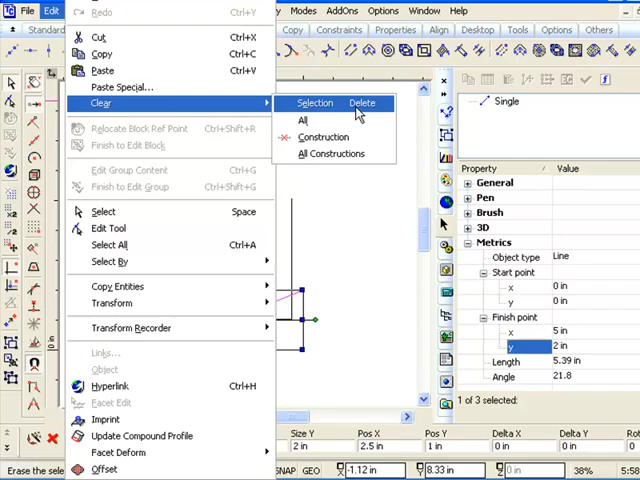 File Edit Modes AddOns Options Window Help
Standard Copy Constraints Properties Align Desktop Tools Options Others
Redo Ctrl+Y
Cut Ctrl+X
Copy Ctrl+C
Paste Ctrl+V
Paste Special...
Clear
Relocate Block Ref Point Ctrl+Shift+R
Finish to Edit Block
Edit Group Content Ctrl+G
Finish to Edit Group Ctrl+Shift+G
Select Space
Edit Tool
Select All Ctrl+A
Select By
Copy Entities
Transform
Transform Recorder
Links...
Object
Hyperlink Ctrl+H
Facet Edit
Imprint
Update Compound Profile
Facet Deform
Offset
Selection Delete
All
Construction
All Constructions
Single
Property Value
General
Pen
Brush
3D
Metrics
Object type Line
Start point
x 0 in
y 0 in
Finish point
x 5 in
y 2 in
Length 5.39 in
Angle 21.8
1 of 3 selected:
Size Y Pos X Pos Y Delta X Delta Y
2 in 2.5 in 1 in 0 in 0 in
Erase the selec
SNAP GEO X -1.12 in Y 8.33 in Z 0 in 38% 5:58